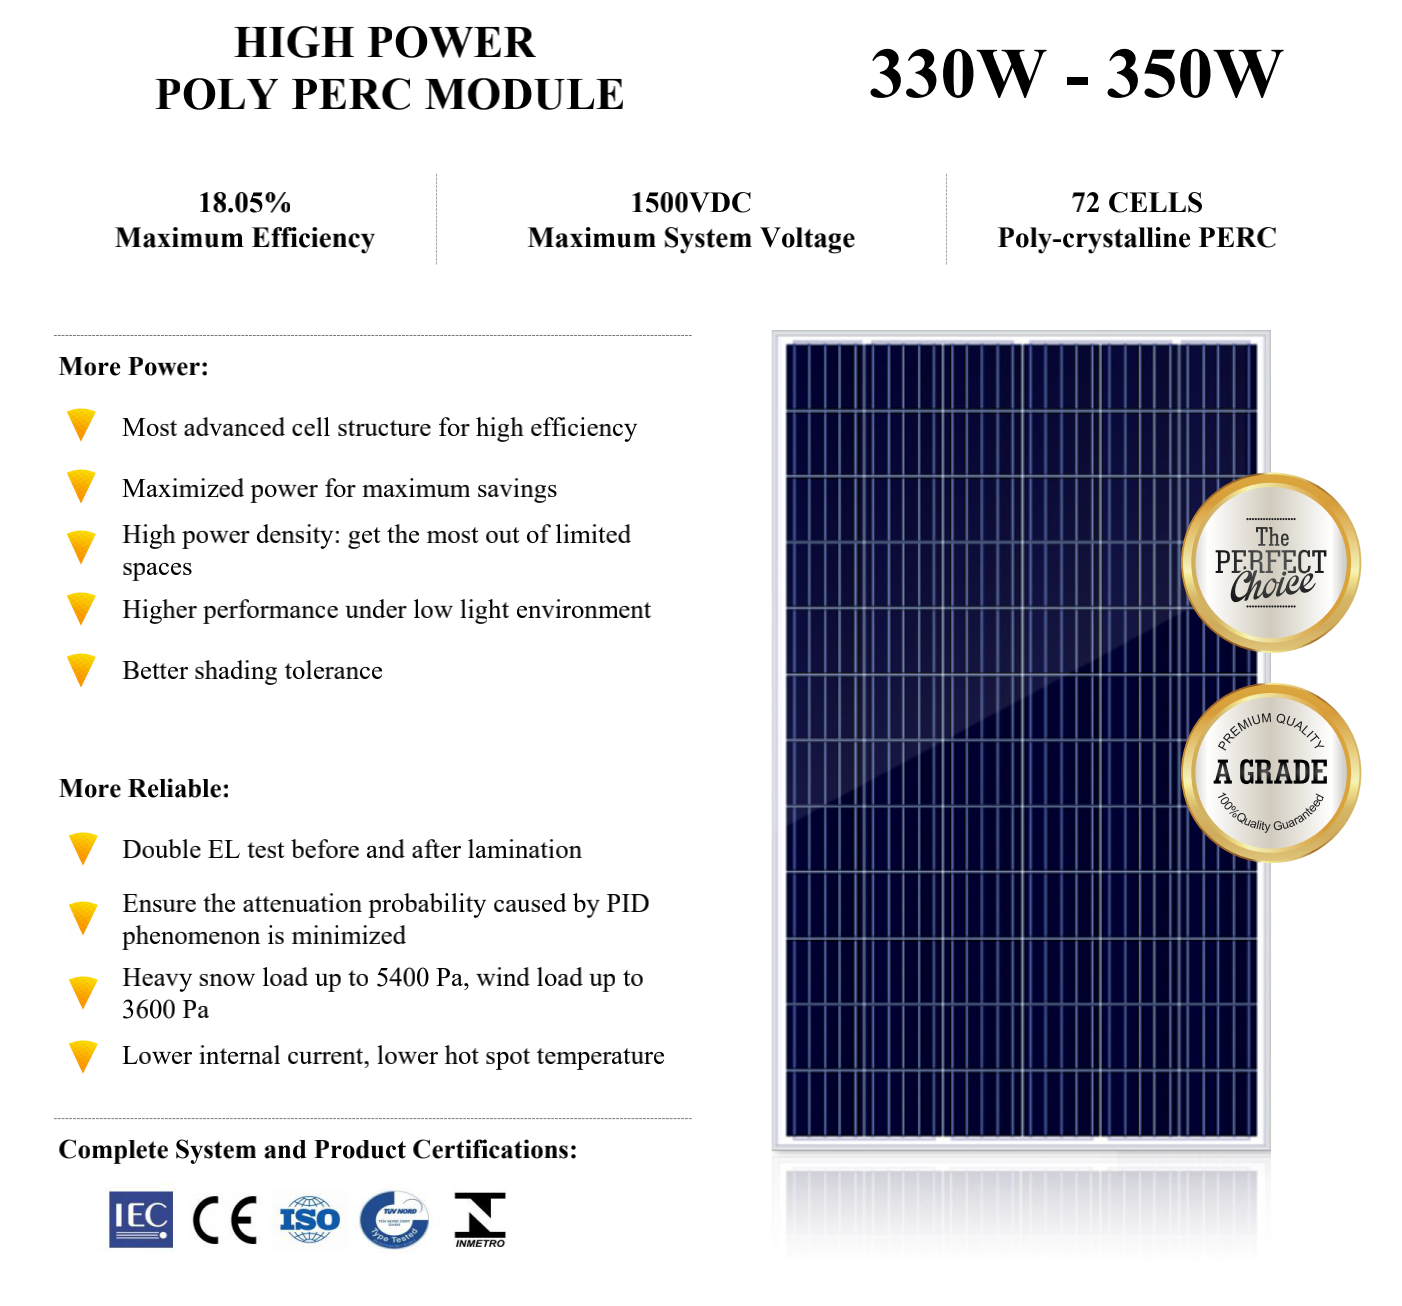 HIGH POWER
POLY PERC MODULE
330W - 350W
18.05%
Maximum Efficiency
1500VDC
Maximum System Voltage
72 CELLS
Poly-crystalline PERC
More Power:
Most advanced cell structure for high efficiency
Maximized power for maximum savings
High power density: get the most out of limited
spaces
Higher performance under low light environment
Better shading tolerance
More Reliable:
Double EL test before and after lamination
Ensure the attenuation probability caused by PID
phenomenon is minimized
Heavy snow load up to 5400 Pa, wind load up to
3600 Pa
Lower internal current, lower hot spot temperature
The
PERFECT
Choice
PREMIUM QUALITY
A GRADE
100%Quality Guaranteed
Complete System and Product Certifications:
IEC
CE
ISO
TUV NORD
Type Tested
INMETRO